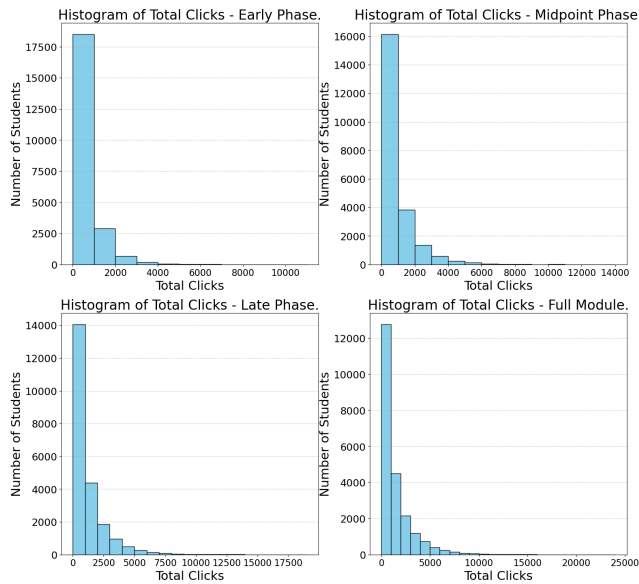 Histogram of Total Clicks - Early Phase.
17500
15000
12500
10000
7500
5000
2500
0
Number of Students
0 2000 4000 6000 8000 10000
Total Clicks
Histogram of Total Clicks - Midpoint Phase
16000
14000
12000
10000
8000
6000
4000
2000
0
Number of Students
0 2000 4000 6000 8000 10000 12000 14000
Total Clicks
Histogram of Total Clicks - Late Phase.
14000
12000
10000
8000
6000
4000
2000
0
Number of Students
0 2500 5000 7500 10000 12500 15000 17500
Total Clicks
Histogram of Total Clicks - Full Module.
12000
10000
8000
6000
4000
2000
0
Number of Students
0 5000 10000 15000 20000 25000
Total Clicks